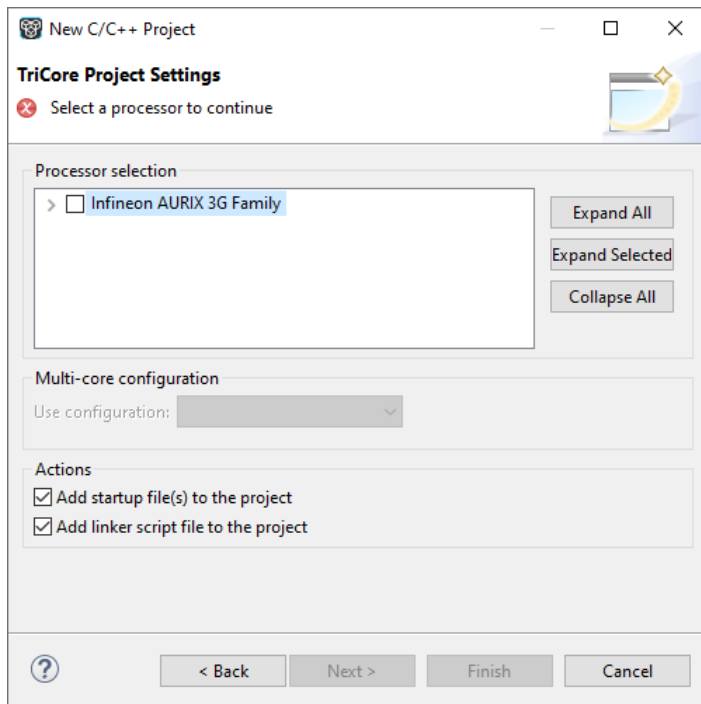 New C/C++ Project
TriCore Project Settings
Select a processor to continue
Processor selection
Infineon AURIX 3G Family
Expand All
Expand Selected
Collapse All
Multi-core configuration
Use configuration:
Actions
Add startup file(s) to the project
Add linker script file to the project
?
< Back
Next >
Finish
Cancel